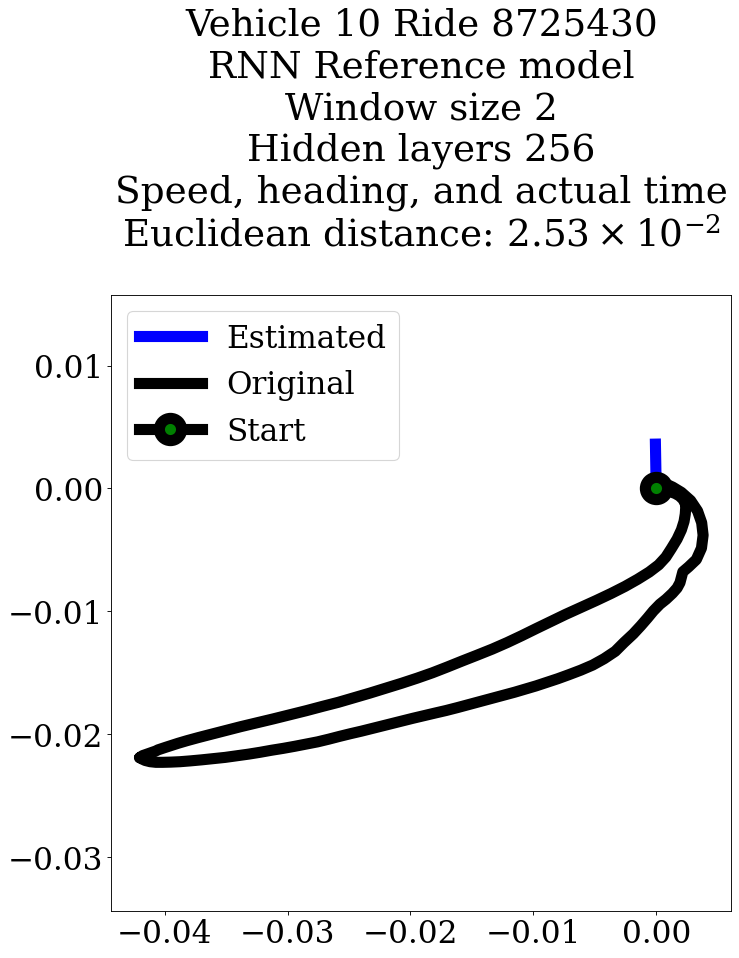 Vehicle 10 Ride 8725430
RNN Reference model
Window size 2
Hidden layers 256
Speed, heading, and actual time
Euclidean distance: 2.53 × 10⁻²
Estimated
Original
Start
0.01
0.00
−0.01
−0.02
−0.03
−0.04 −0.03 −0.02 −0.01 0.00